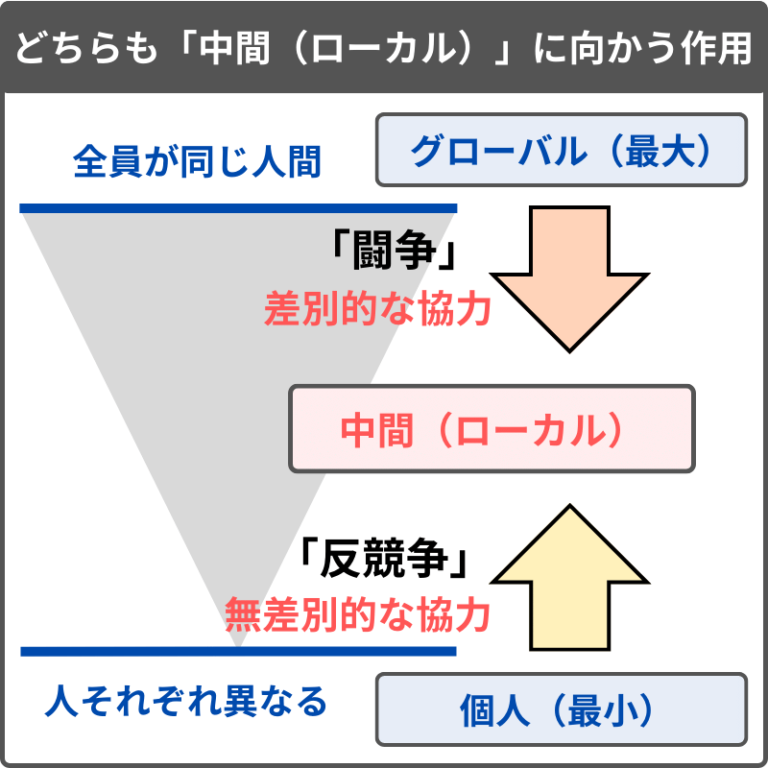 どちらも「中間（ローカル）」に向かう作用
全員が同じ人間
グローバル（最大）
「闘争」
差別的な協力
中間（ローカル）
「反競争」
無差別的な協力
人それぞれ異なる
個人（最小）